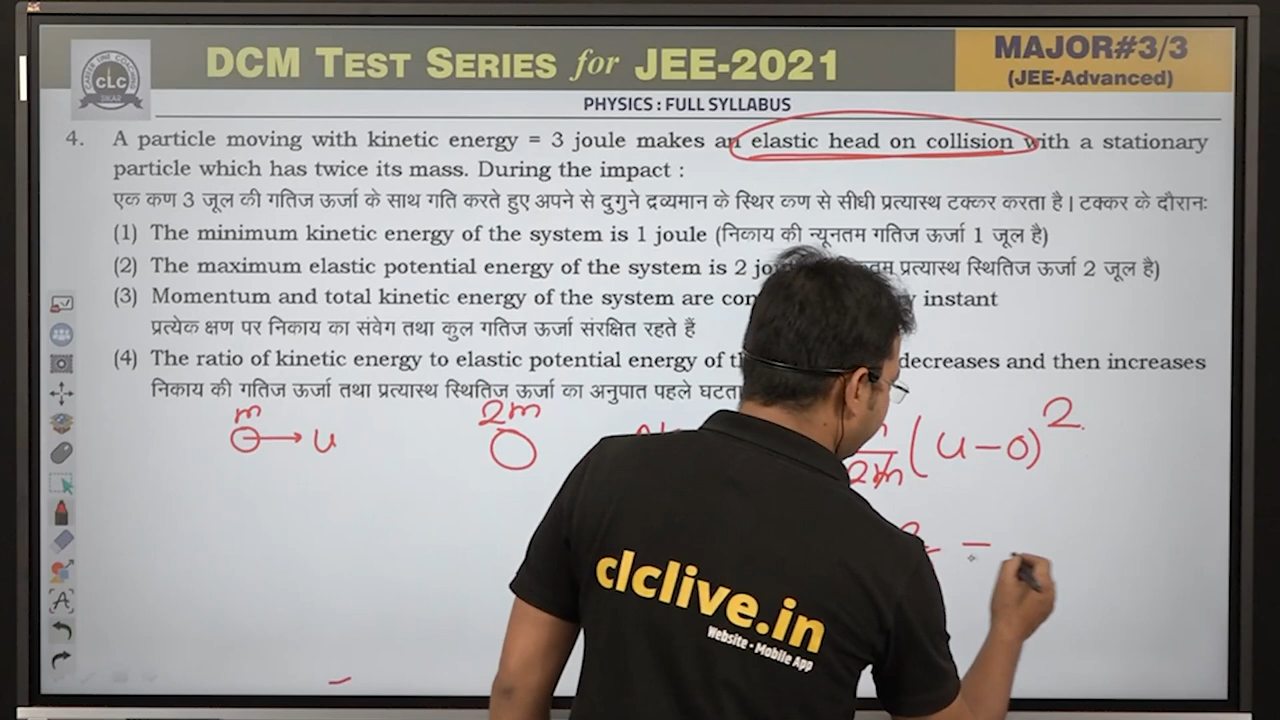 DCM TEST SERIES for JEE-2021
MAJOR#3/3
(JEE-Advanced)
CAREER LINE COACHING
CLC
SIKAR
PHYSICS : FULL SYLLABUS
4. A particle moving with kinetic energy = 3 joule makes an elastic head on collision with a stationary
particle which has twice its mass. During the impact :
एक कण 3 जूल की गतिज ऊर्जा के साथ गति करते हुए अपने से दुगुने द्रव्यमान के स्थिर कण से सीधी प्रत्यास्थ टक्कर करता है। टक्कर के दौरानः
(1) The minimum kinetic energy of the system is 1 joule (निकाय की न्यूनतम गतिज ऊर्जा 1 जूल है)
(2) The maximum elastic potential energy of the system is 2 प्रत्यास्थ स्थितिज ऊर्जा 2 जूल है)
(3) Momentum and total kinetic energy of the system are instant
प्रत्येक क्षण पर निकाय का संवेग तथा कुल गतिज ऊर्जा संरक्षित रहते हैं
(4) The ratio of kinetic energy to elastic potential energy of decreases and then increases
निकाय की गतिज ऊर्जा तथा प्रत्यास्थ स्थितिज ऊर्जा का अनुपात पहले
m 2m
u
2m (u-0)2
A
clclive.in
Website - Mobile App